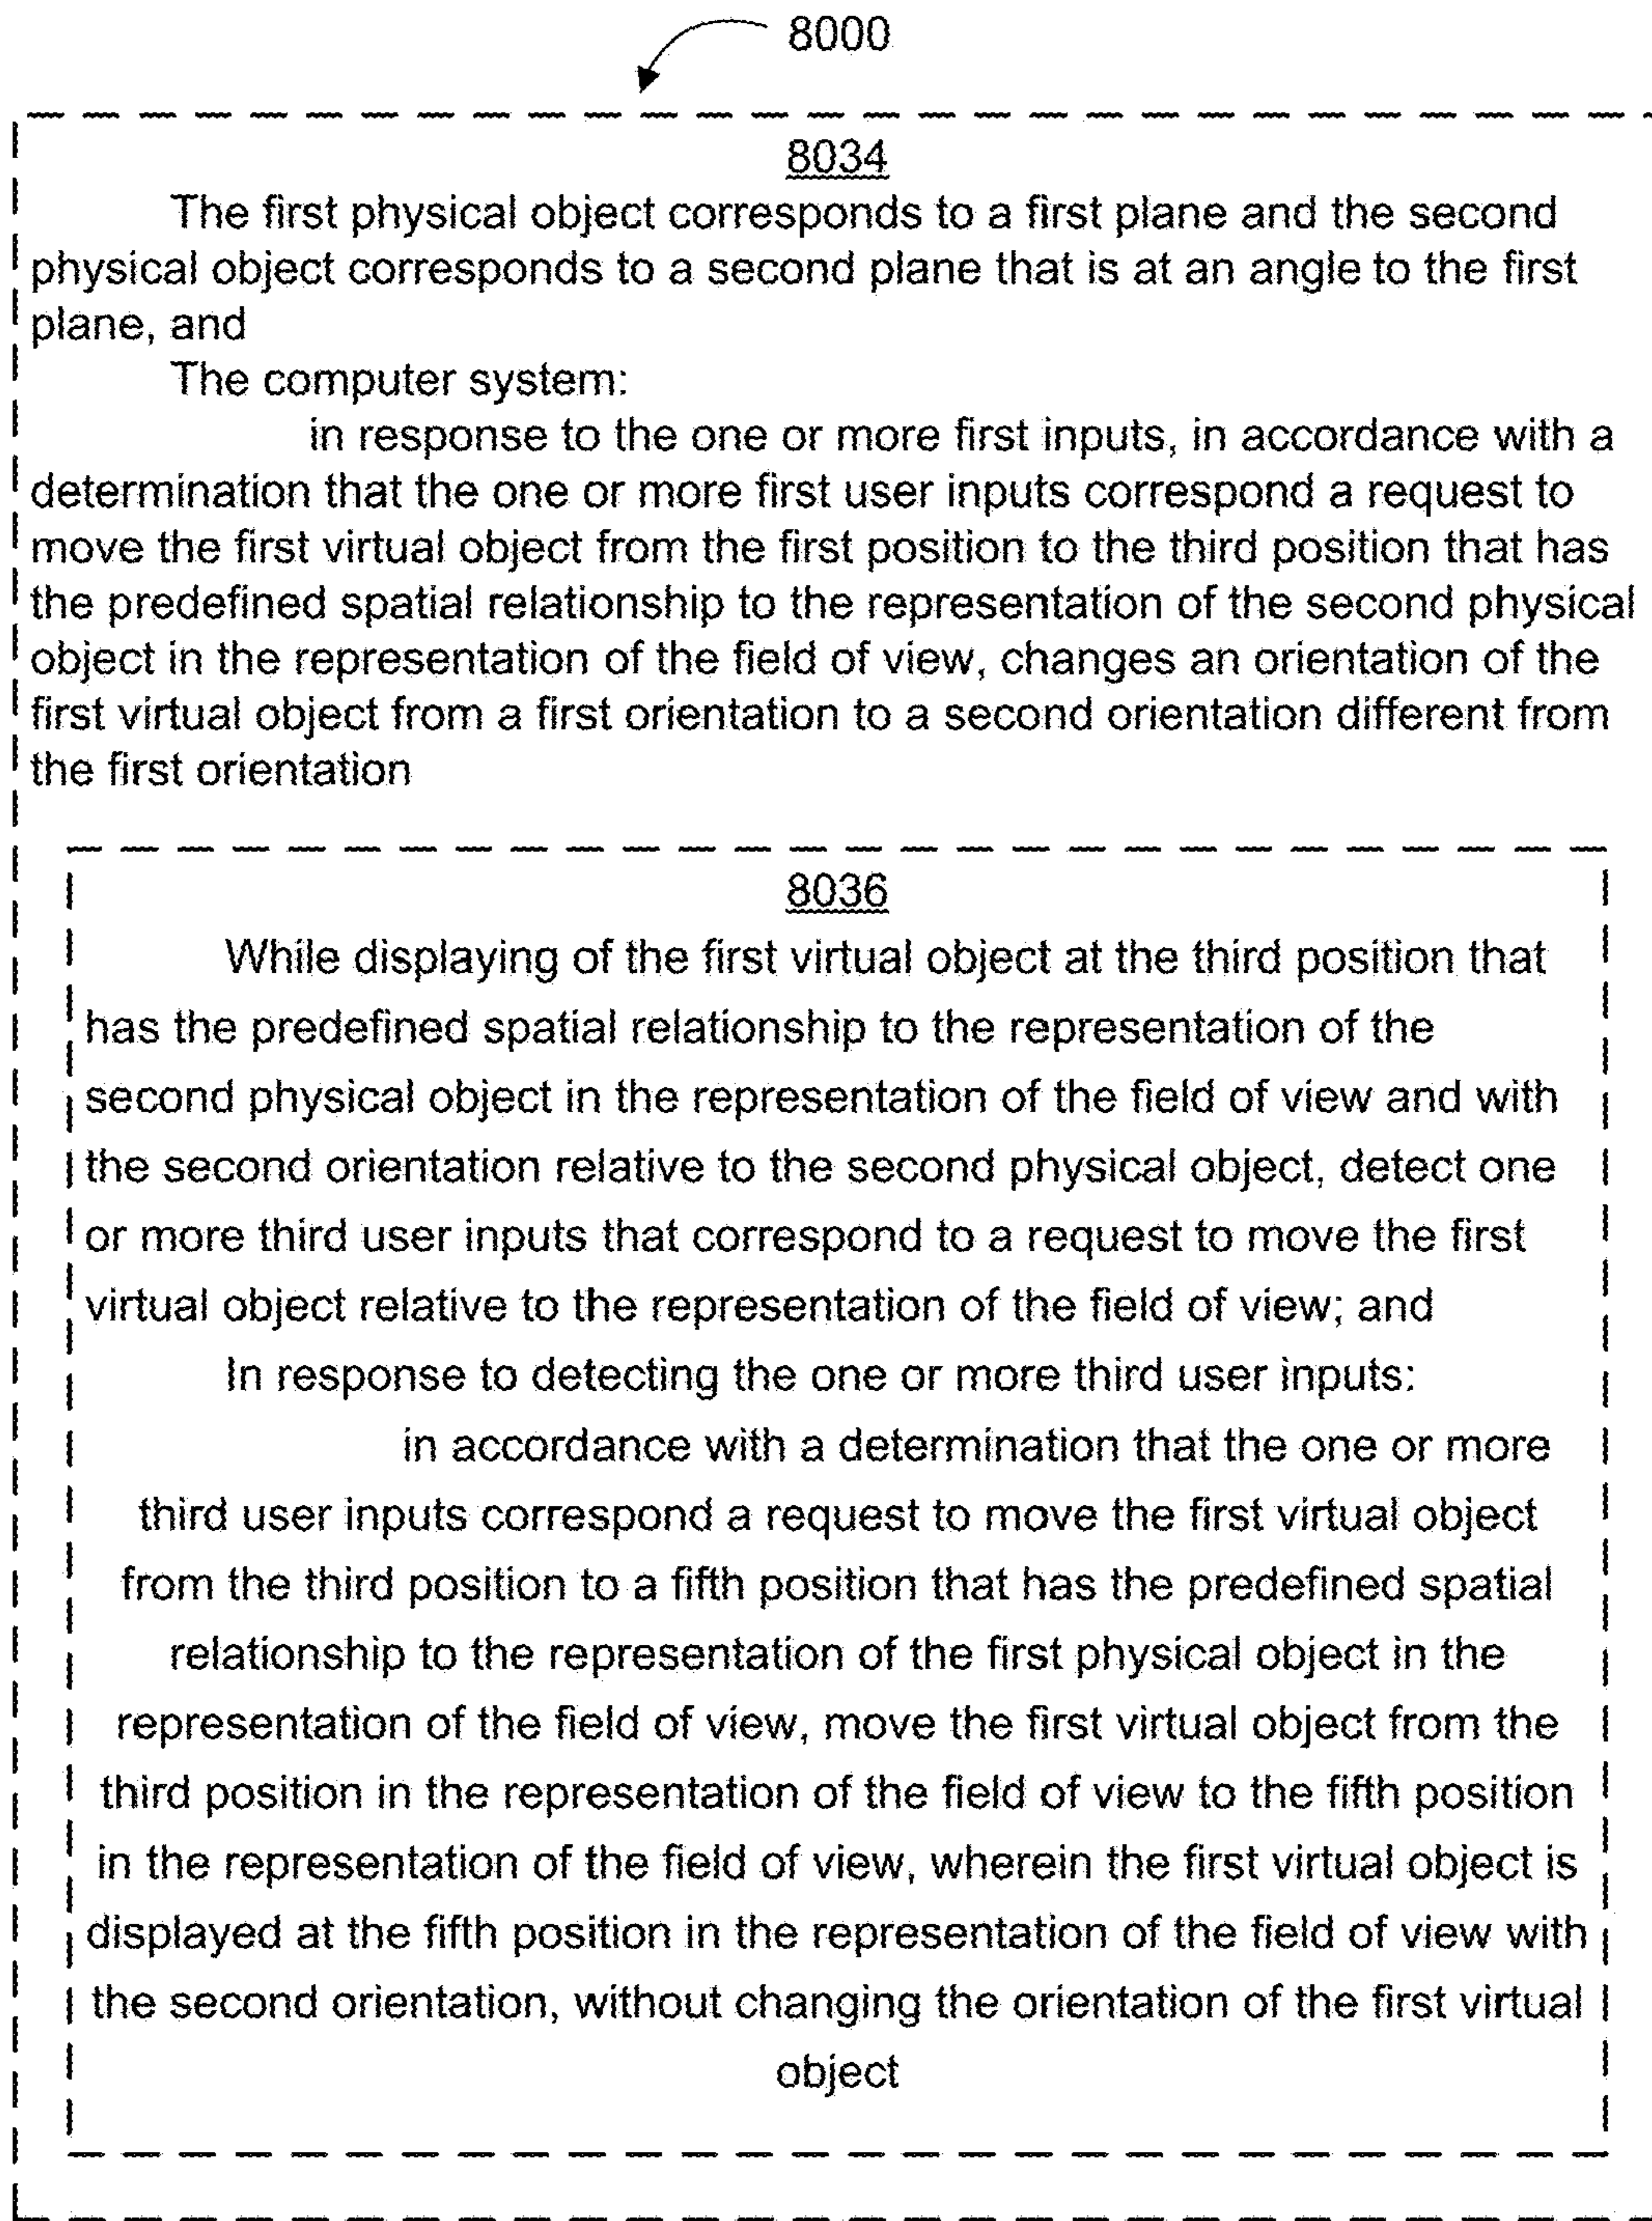 8000
8034
The first physical object corresponds to a first plane and the second
physical object corresponds to a second plane that is at an angle to the first
plane, and
The computer system:
in response to the one or more first inputs, in accordance with a
determination that the one or more first user inputs correspond a request to
move the first virtual object from the first position to the third position that has
the predefined spatial relationship to the representation of the second physical
object in the representation of the field of view, changes an orientation of the
first virtual object from a first orientation to a second orientation different from
the first orientation
8036
While displaying of the first virtual object at the third position that
has the predefined spatial relationship to the representation of the
second physical object in the representation of the field of view and with
the second orientation relative to the second physical object, detect one
or more third user inputs that correspond to a request to move the first
virtual object relative to the representation of the field of view; and
In response to detecting the one or more third user inputs:
in accordance with a determination that the one or more
third user inputs correspond a request to move the first virtual object
from the third position to a fifth position that has the predefined spatial
relationship to the representation of the first physical object in the
representation of the field of view, move the first virtual object from the
third position in the representation of the field of view to the fifth position
in the representation of the field of view, wherein the first virtual object is
displayed at the fifth position in the representation of the field of view with
the second orientation, without changing the orientation of the first virtual
object